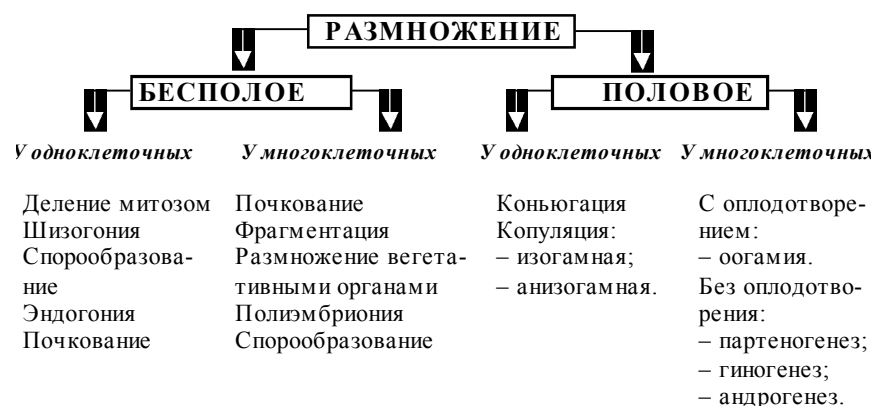 РАЗМНОЖЕНИЕ
БЕСПОЛОЕ
ПОЛОВОЕ
У одноклеточных
У многоклеточных
У одноклеточных
У многоклеточных
Деление митозом
Шизогония
Спорообразова-
ние
Эндогония
Почкование
Почкование
Фрагментация
Размножение вегета-
тивными органами
Полиэмбриония
Спорообразование
Коньюгация
Копуляция:
– изогамная;
– анизогамная.
С оплодотворе-
нием:
– оогамия.
Без оплодотво-
рения:
– партеногенез;
– гиногенез;
– андрогенез.